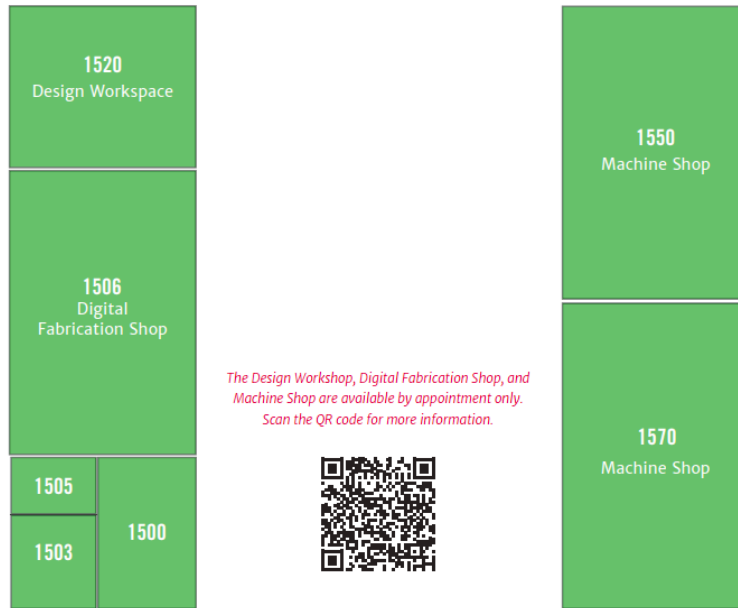 1520
Design Workspace
1506
Digital
Fabrication Shop
1505
1503
1500
The Design Workshop, Digital Fabrication Shop, and
Machine Shop are available by appointment only.
Scan the QR code for more information.
1550
Machine Shop
1570
Machine Shop